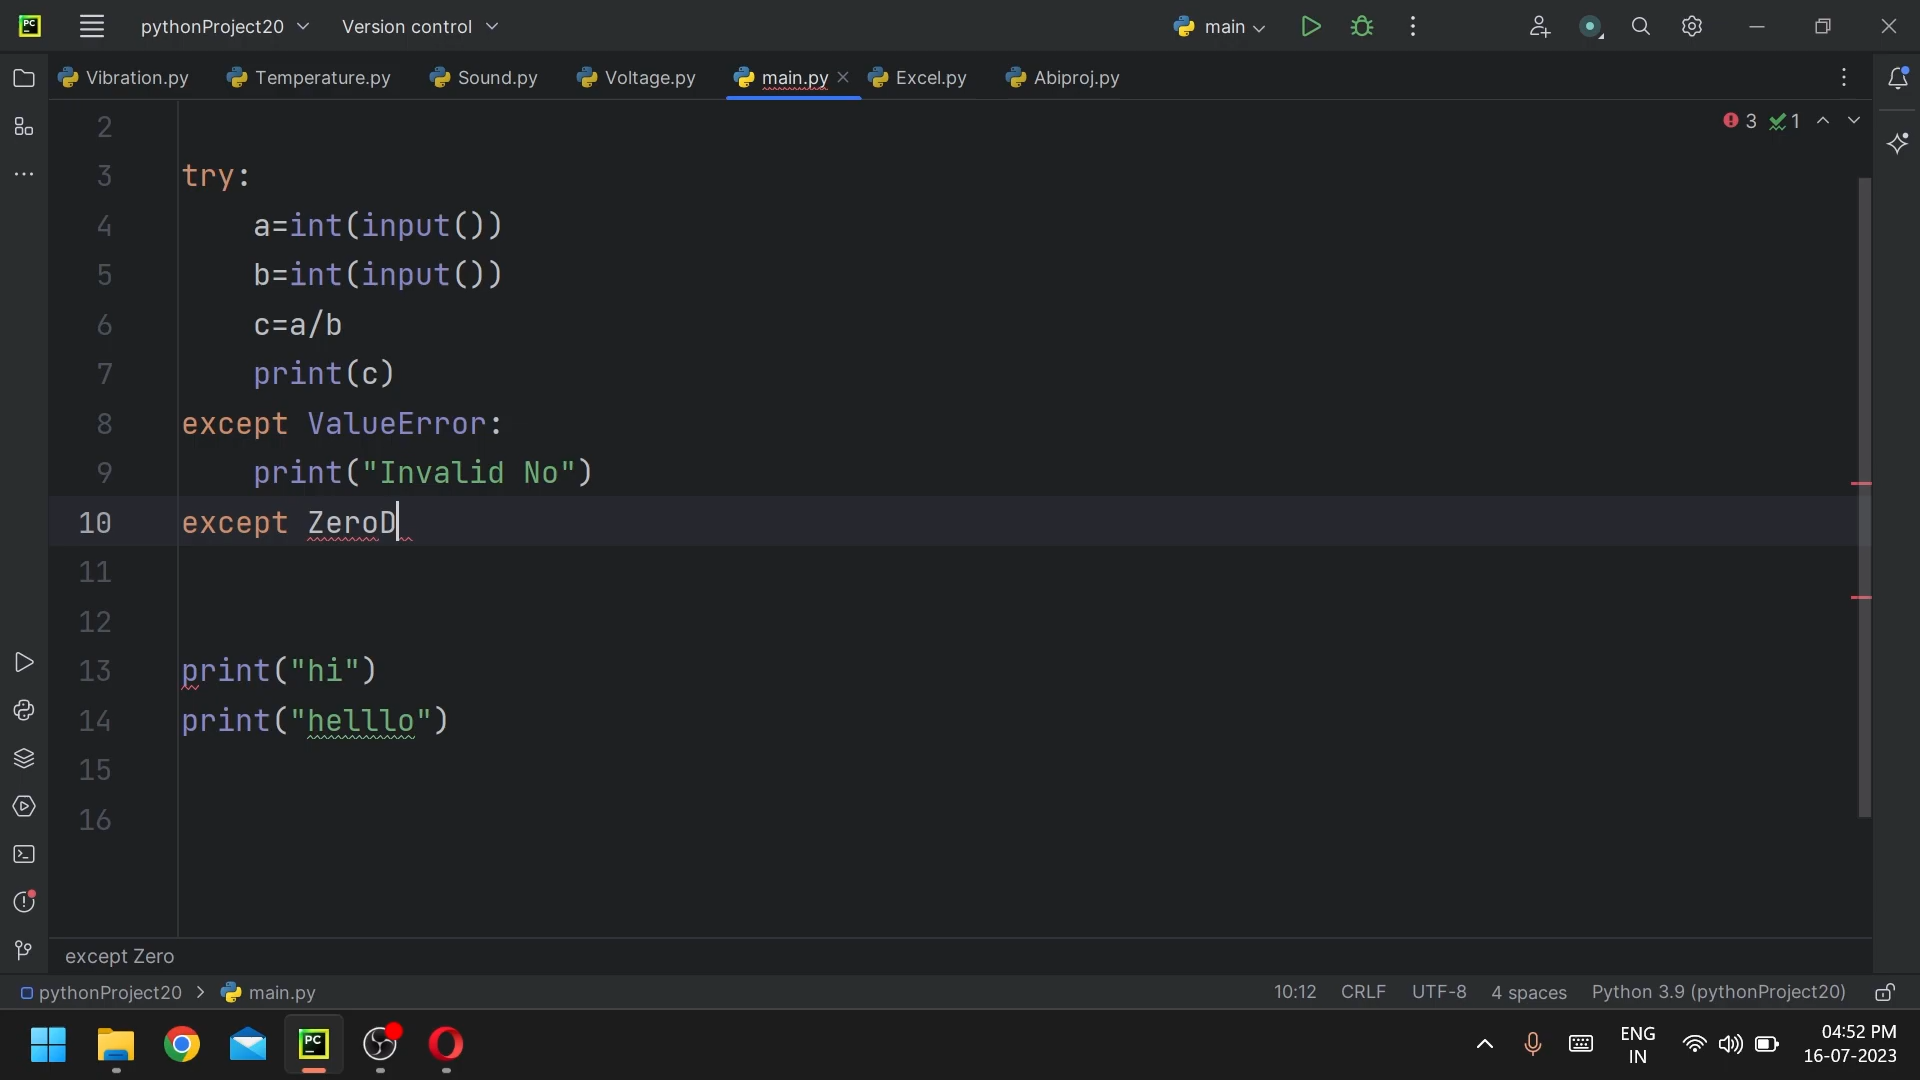 PC pythonProject20 Version control main
Vibration.py Temperature.py Sound.py Voltage.py main.py Excel.py Abiproj.py
3 1
2
3 try:
4 a=int(input())
5 b=int(input())
6 c=a/b
7 print(c)
8 except ValueError:
9 print("Invalid No")
10 except ZeroD
11
12
13 print("hi")
14 print("helllo")
15
16
except Zero
pythonProject20 > main.py 10:12 CRLF UTF-8 4 spaces Python 3.9 (pythonProject20)
PC ENG 04:52 PM
IN 16-07-2023